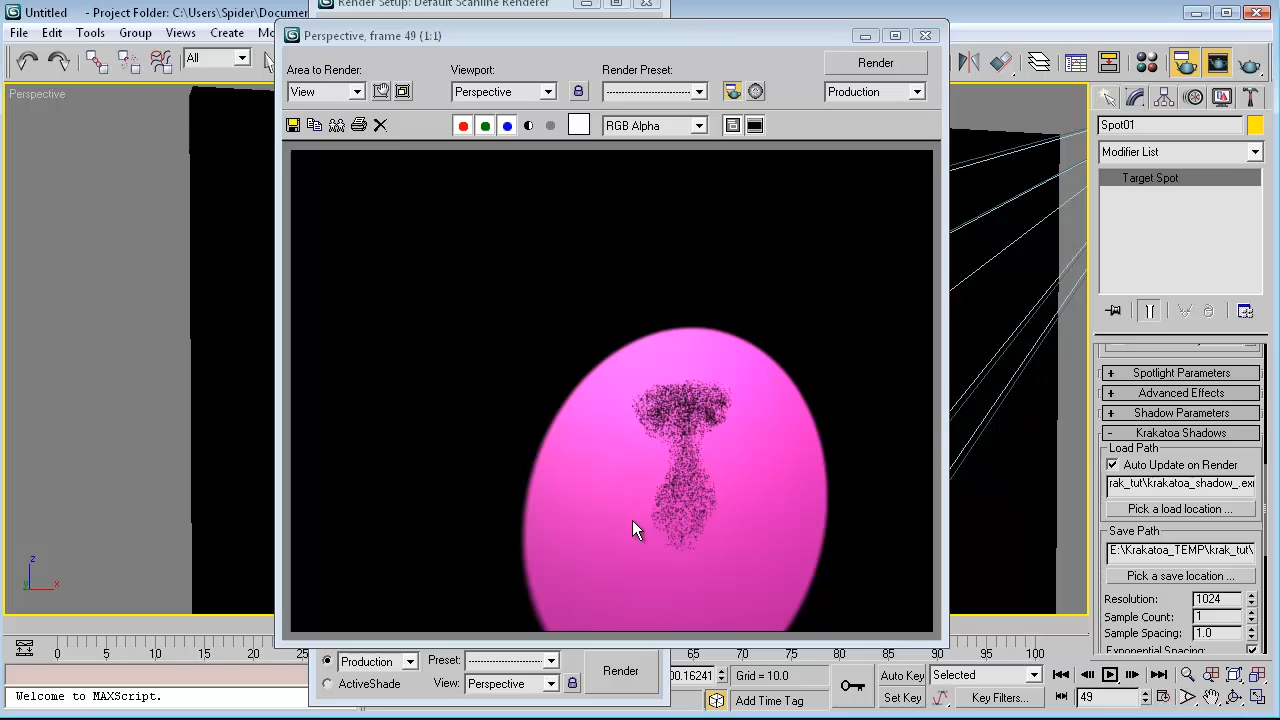 Untitled - Project Folder: C:\Users\Spider\Documen
Render Setup: Default Scanline Renderer
File Edit Tools Group Views Create
Perspective, frame 49 (1:1)
Area to Render: Viewport: Render Preset: Render
All
View Perspective Production
RGB Alpha
Perspective
Spot01
Modifier List
Target Spot
+ Spotlight Parameters
+ Advanced Effects
+ Shadow Parameters
- Krakatoa Shadows
Load Path
Auto Update on Render
rak_tut\krakatoa_shadow_.ex
Pick a load location ...
Save Path
E:\Krakatoa_TEMP\krak_tut\
Pick a save location ...
Resolution: 1024
Sample Count: 1
Sample Spacing: 1.0
Exponential Spacing:
z
y x
0 5 10 15 20 25 65 70 75 80 85 90 95 100
Production Preset: Render
ActiveShade View: Perspective
00.16241 Grid = 10.0 Auto Key Selected
Welcome to MAXScript. Add Time Tag Set Key Key Filters... 49